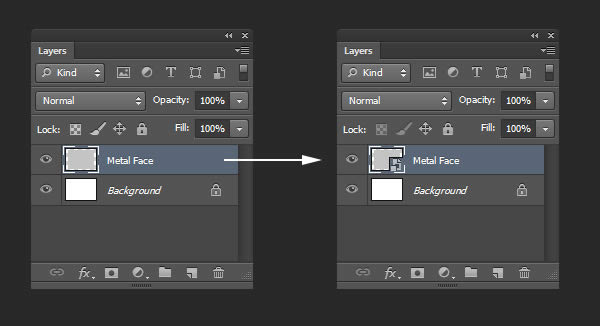 Layers
Kind
Normal
Opacity: 100%
Lock:
Fill: 100%
Metal Face
Background
fx
Layers
Kind
Normal
Opacity: 100%
Lock:
Fill: 100%
Metal Face
Background
fx